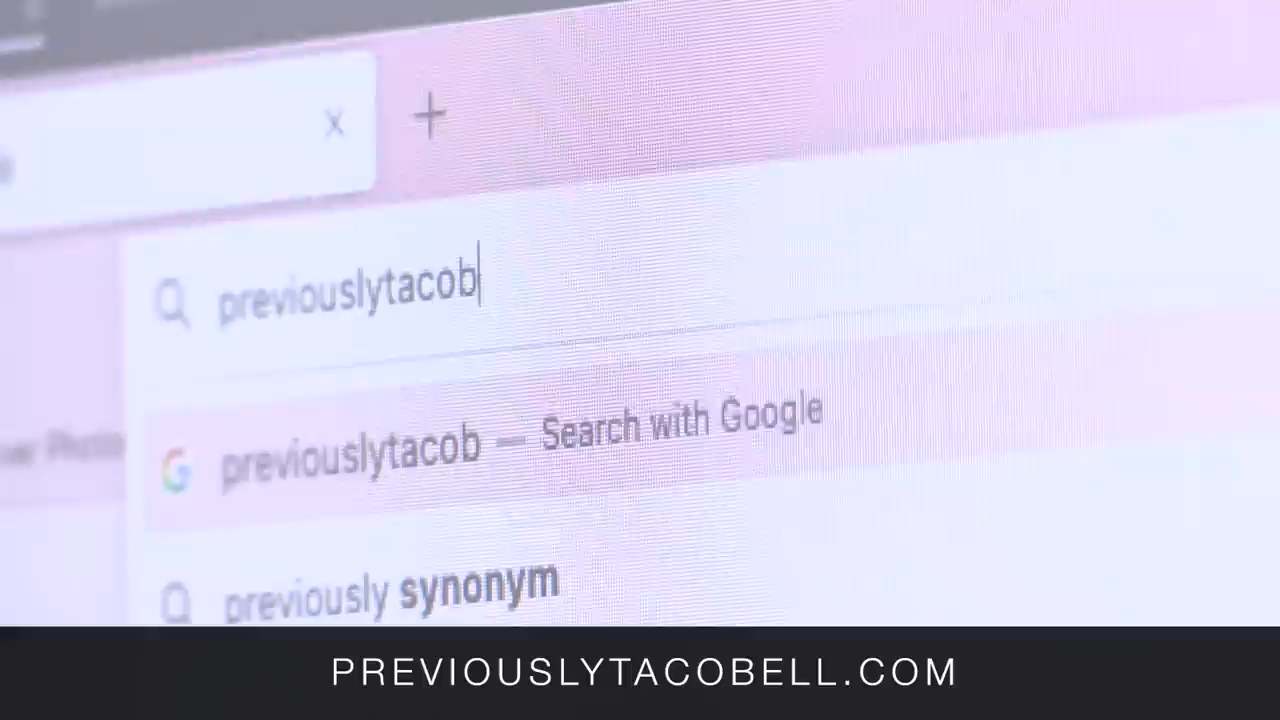 x +
previouslytacob
previouslytacob — Search with Google
previously synonym
PREVIOUSLYTACOBELL.COM